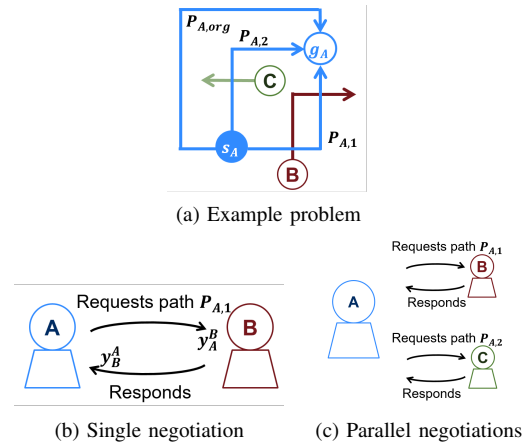 P_{A,org}
P_{A,2}
g_A
C
s_A
P_{A,1}
B
(a) Example problem
Requests path P_{A,1}
A
B
y_A^B
y_B^A
Responds
(b) Single negotiation
Requests path P_{A,1}
B
A
Responds
Requests path P_{A,2}
C
Responds
(c) Parallel negotiations